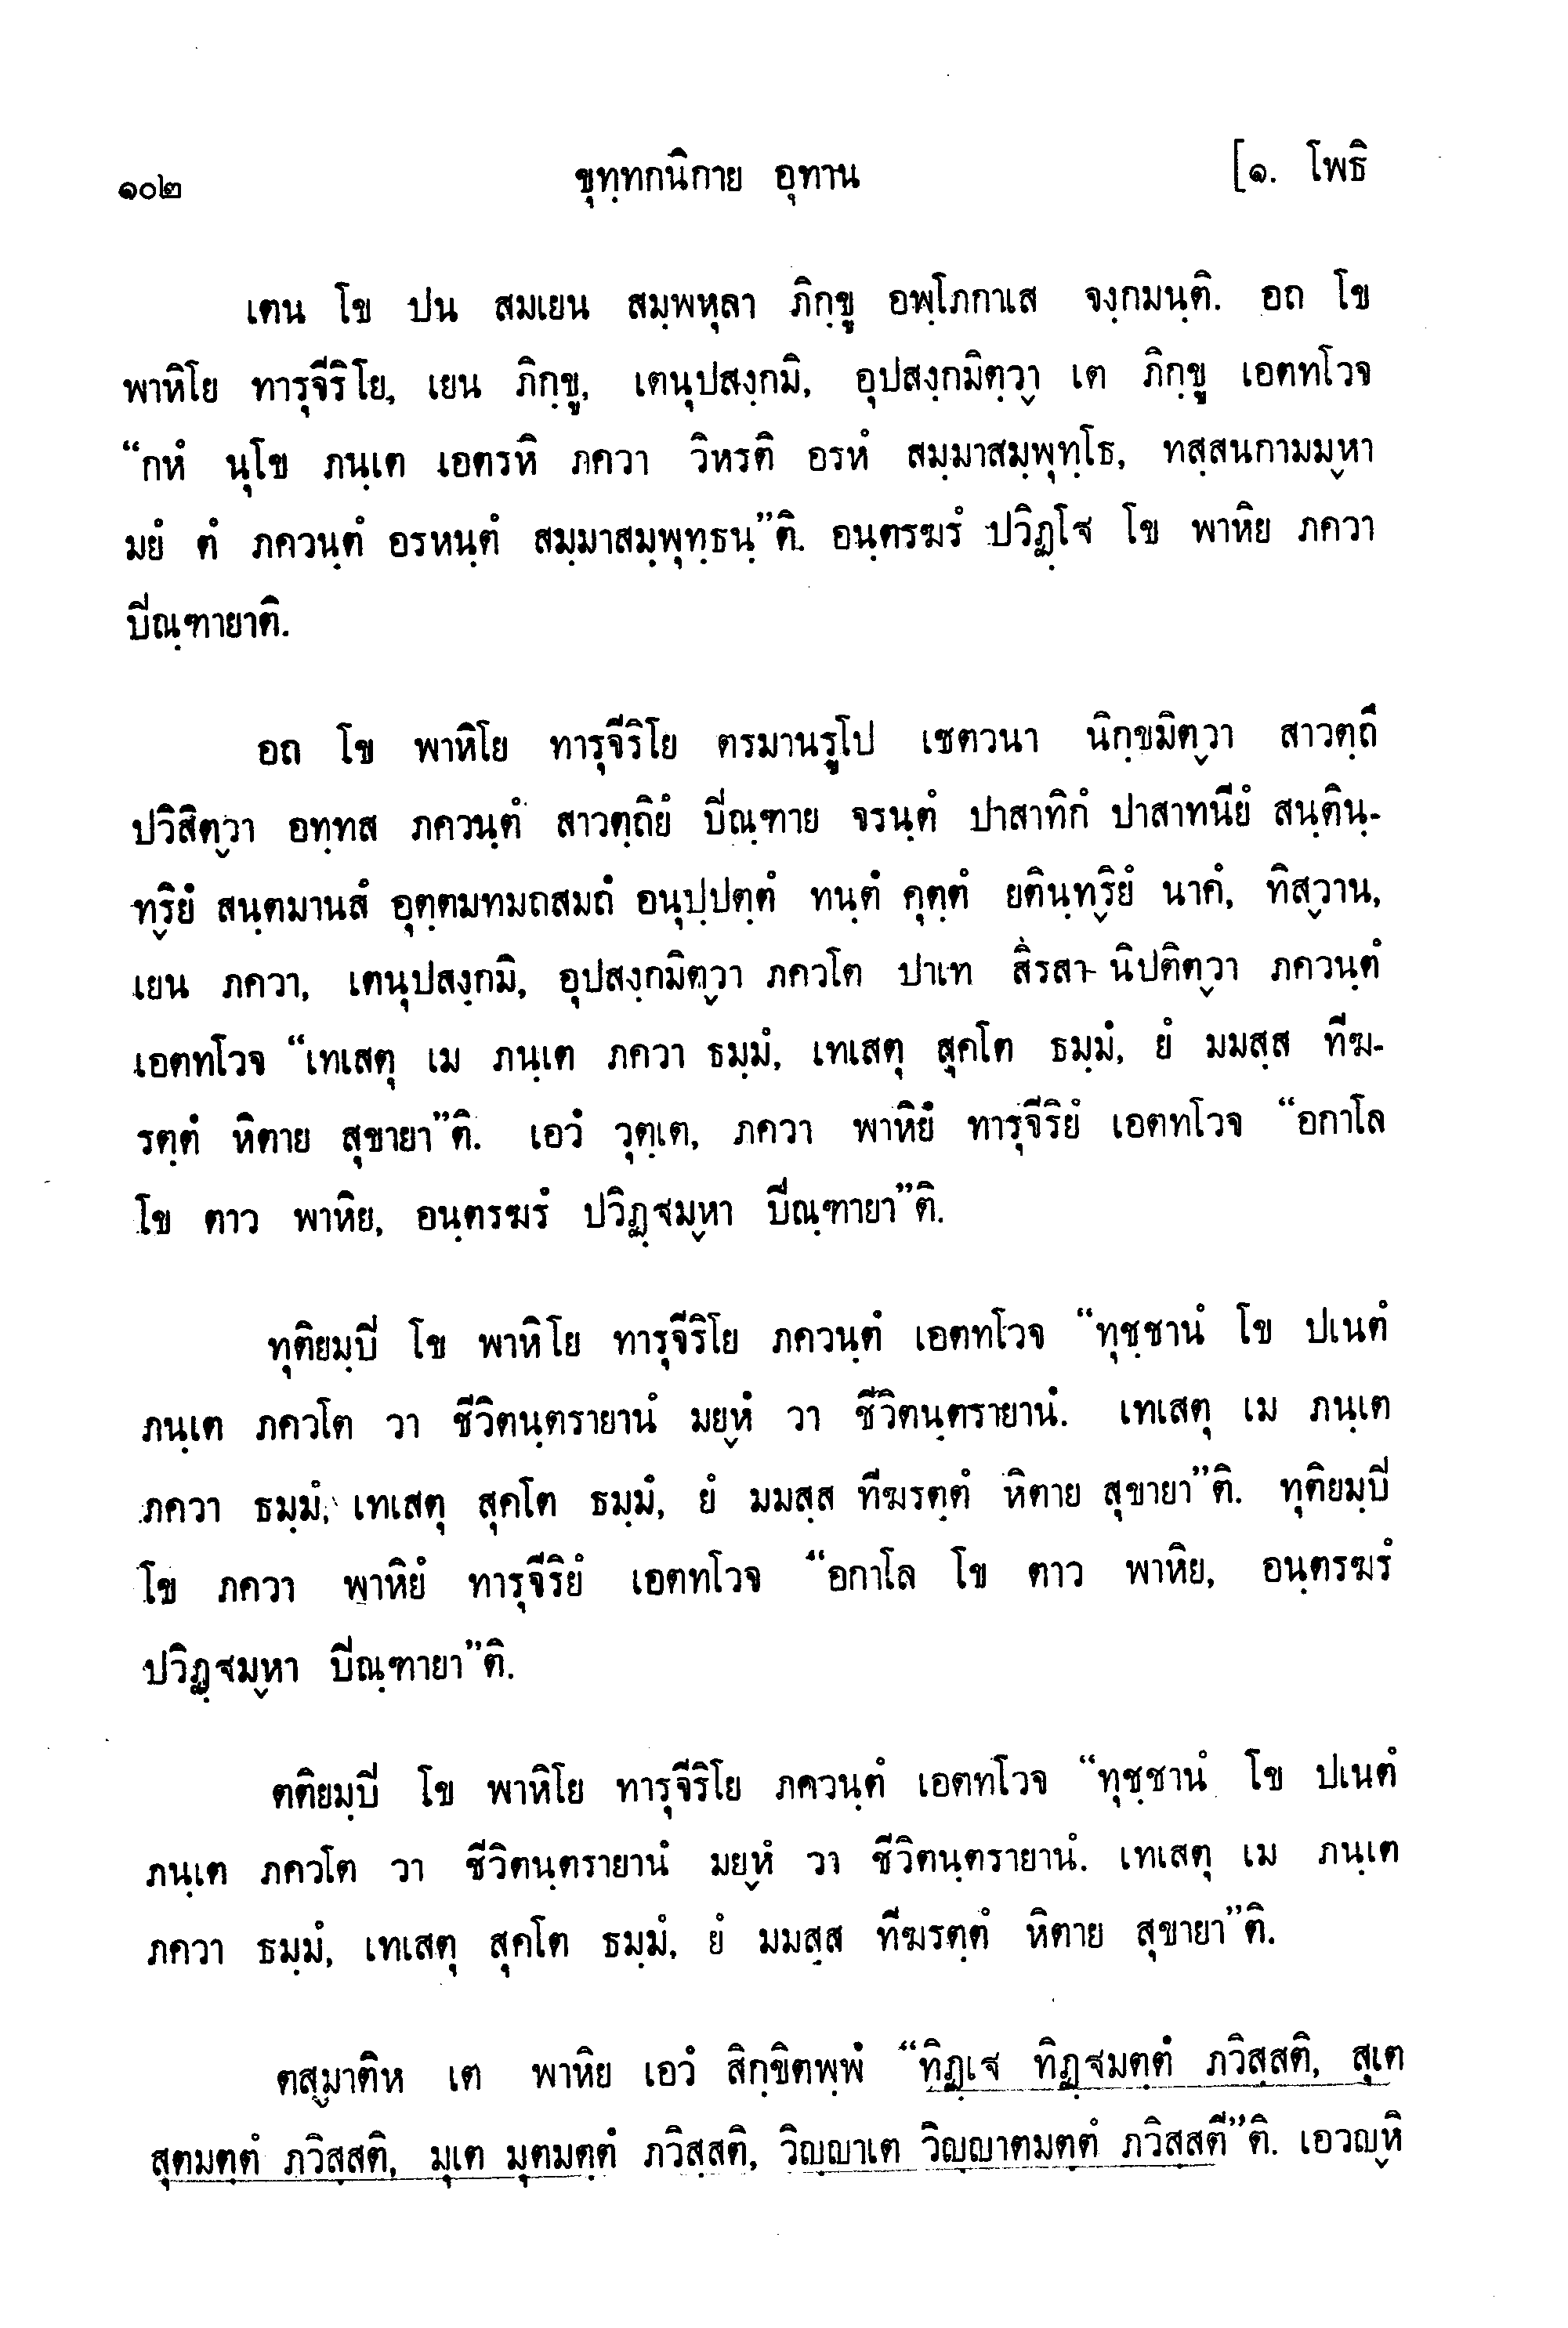 ๑๐๒ ขุทฺทกนิกาย อุทาน [๑. โพธิ
เตน โข ปน สมเยน สมฺพหุลา ภิกฺขู อพฺโภกาเส จงฺกมนฺติ. อถ โข
พาหิโย ทารุจีริโย, เยน ภิกฺขู, เตนุปสงฺกมิ, อุปสงฺกมิตฺวา เต ภิกฺขู เอตทโวจ
“กหํ นุโข ภนฺเต เอตรหิ ภควา วิหรติ อรหํ สมฺมาสมฺพุทฺโธ, ทสฺสนกามมฺหา
มยํ ตํ ภควนฺตํ อรหนฺตํ สมฺมาสมฺพุทฺธนฺ”ติ. อนฺตรฆรํ ปวิฏฺโฐ โข พาหิย ภควา
ปิณฺฑายาติ.
อถ โข พาหิโย ทารุจีริโย ตรมานรูโป เชตวนา นิกฺขมิตฺวา สาวตฺถึ
ปวิสิตฺวา อทฺทส ภควนฺตํ สาวตฺถิยํ ปิณฺฑาย จรนฺตํ ปาสาทิกํ ปาสาทนียํ สนฺตินฺ-
ทฺริยํ สนฺตมานสํ อุตฺตมทมถสมถํ อนุปฺปตฺตํ ทนฺตํ คุตฺตํ ยตินฺทฺริยํ นาคํ, ทิสฺวาน,
เยน ภควา, เตนุปสงฺกมิ, อุปสงฺกมิตฺวา ภควโต ปาเท สิรสา นิปติตฺวา ภควนฺตํ
เอตทโวจ “เทเสตุ เม ภนฺเต ภควา ธมฺมํ, เทเสตุ สุคโต ธมฺมํ, ยํ มมสฺส ทีฆ-
รตฺตํ หิตาย สุขายา”ติ. เอวํ วุตฺเต, ภควา พาหิยํ ทารุจีริยํ เอตทโวจ “อกาโล
โข ตาว พาหิย, อนฺตรฆรํ ปวิฏฺฐมฺหา ปิณฺฑายา”ติ.
ทุติยมฺปิ โข พาหิโย ทารุจีริโย ภควนฺตํ เอตทโวจ “ทุชฺชานํ โข ปเนตํ
ภนฺเต ภควโต วา ชีวิตนฺตรายานํ มยฺหํ วา ชีวิตนฺตรายานํ. เทเสตุ เม ภนฺเต
ภควา ธมฺมํ, เทเสตุ สุคโต ธมฺมํ, ยํ มมสฺส ทีฆรตฺตํ หิตาย สุขายา”ติ. ทุติยมฺปิ
โข ภควา พาหิยํ ทารุจีริยํ เอตทโวจ “อกาโล โข ตาว พาหิย, อนฺตรฆรํ
ปวิฏฺฐมฺหา ปิณฺฑายา”ติ.
ตติยมฺปิ โข พาหิโย ทารุจีริโย ภควนฺตํ เอตทโวจ “ทุชฺชานํ โข ปเนตํ
ภนฺเต ภควโต วา ชีวิตนฺตรายานํ มยฺหํ วา ชีวิตนฺตรายานํ. เทเสตุ เม ภนฺเต
ภควา ธมฺมํ, เทเสตุ สุคโต ธมฺมํ, ยํ มมสฺส ทีฆรตฺตํ หิตาย สุขายา”ติ.
ตสฺมาติห เต พาหิย เอวํ สิกฺขิตพฺพํ “ทิฏฺเฐ ทิฏฺฐมตฺตํ ภวิสฺสติ, สุเต
สุตมตฺตํ ภวิสฺสติ, มุเต มุตมตฺตํ ภวิสฺสติ, วิญฺญาเต วิญฺญาตมตฺตํ ภวิสฺสตี”ติ. เอวญฺหิ